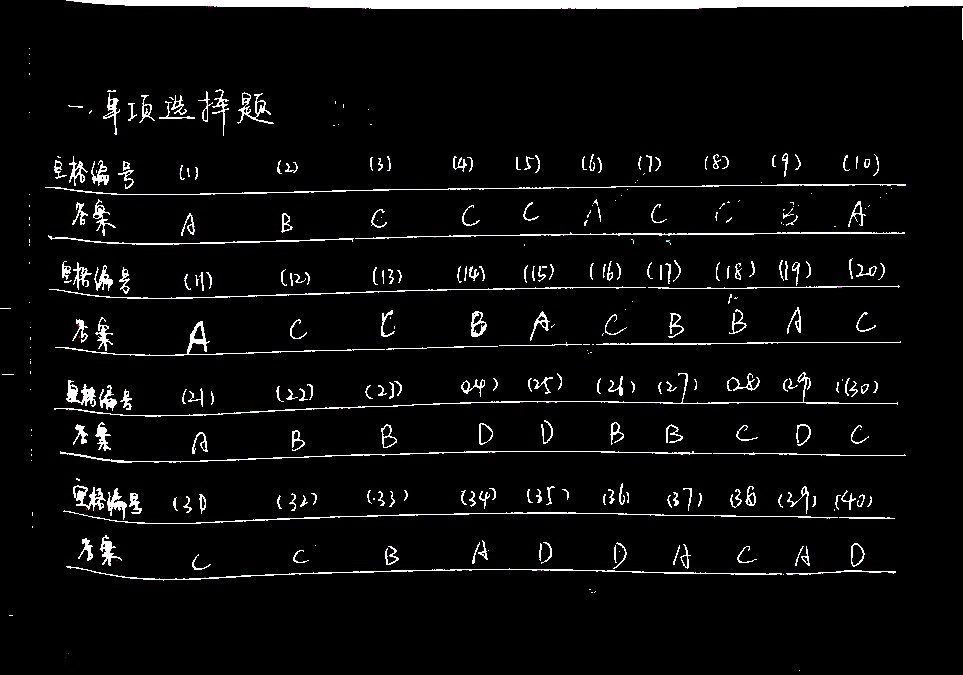 一、单项选择题
空格编号 (1) (2) (3) (4) (5) (6) (7) (8) (9) (10)
答案 A B C C C A C C B A
空格编号 (11) (12) (13) (14) (15) (16) (17) (18) (19) (20)
答案 A C C B A C B B A C
空格编号 (21) (22) (23) (24) (25) (26) (27) (28) (29) (30)
答案 A B B D D B B C D C
空格编号 (31) (32) (33) (34) (35) (36) (37) (38) (39) (40)
答案 C C B A D D A C A D